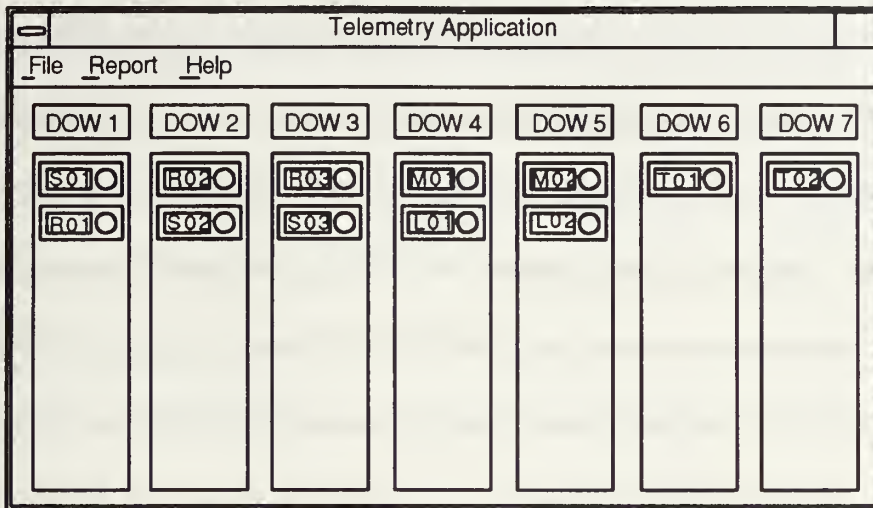 Telemetry Application
File Report Help
DOW 1 DOW 2 DOW 3 DOW 4 DOW 5 DOW 6 DOW 7
S01 R02 R03 M01 M02 T01 T02
R01 S02 S03 L01 L02